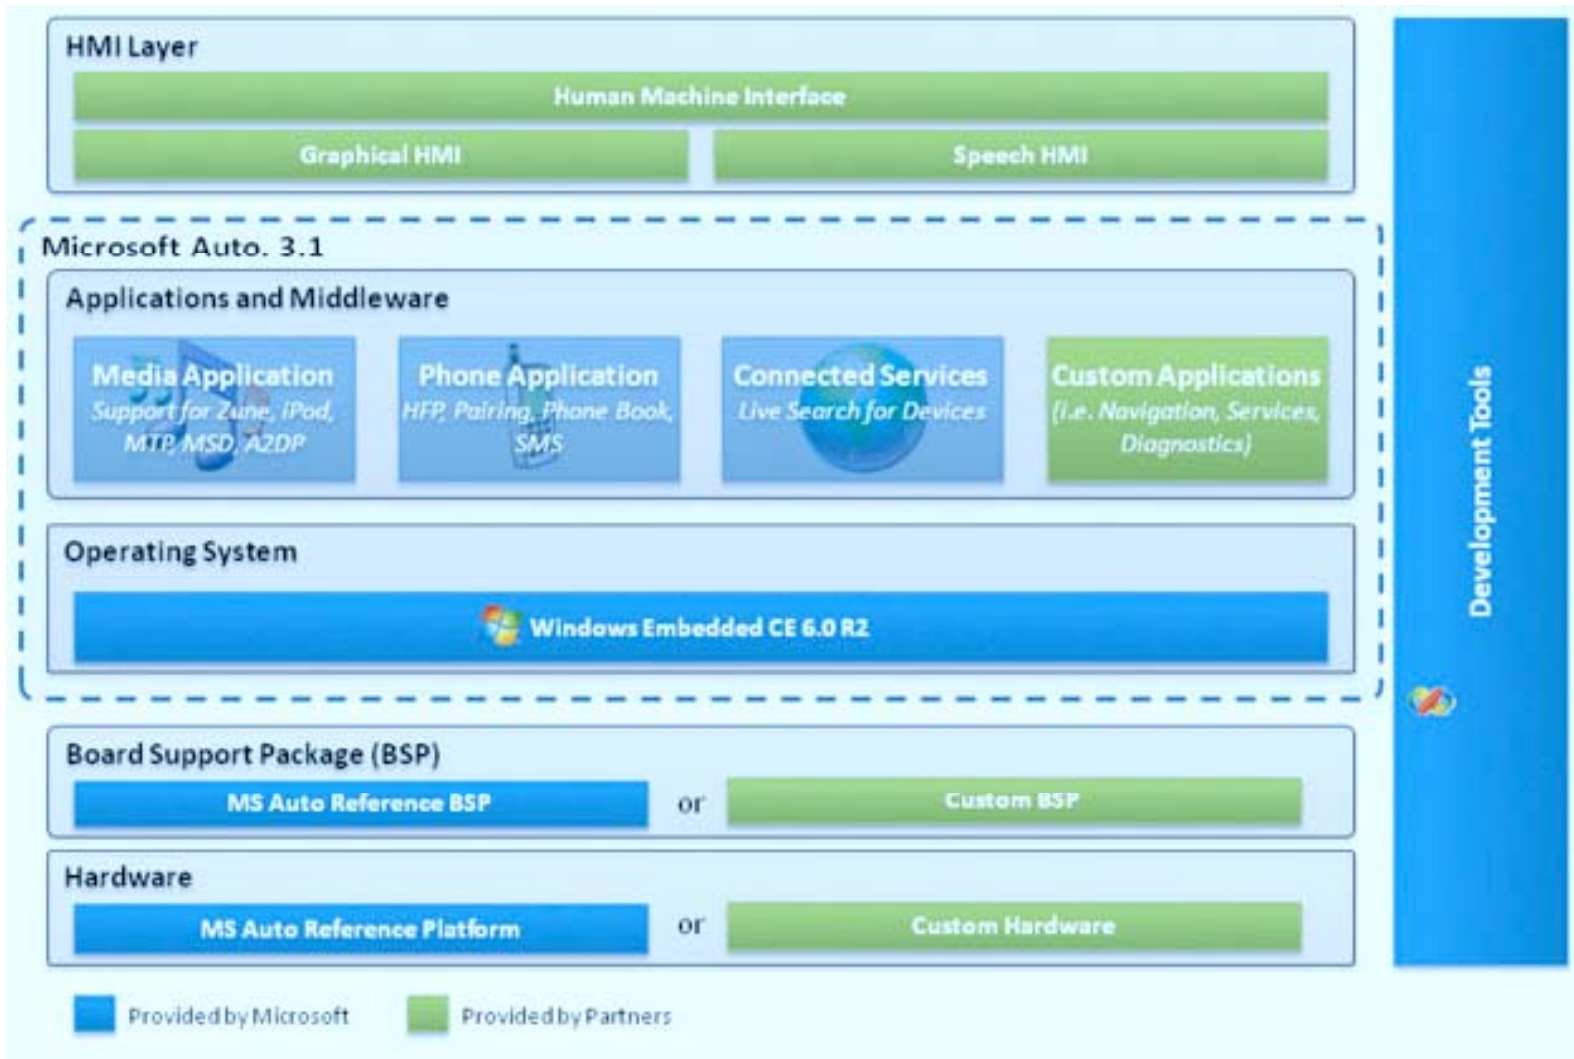 HMI Layer
Human Machine Interface
Graphical HMI
Speech HMI
Microsoft Auto. 3.1
Applications and Middleware
Media Application
Support for Zune, iPod,
MTP, MSD, A2DP
Phone Application
HFP, Pairing, Phone Book,
SMS
Connected Services
Live Search for Devices
Custom Applications
(i.e. Navigation, Services,
Diagnostics)
Operating System
Windows Embedded CE 6.0 R2
Board Support Package (BSP)
MS Auto Reference BSP
or
Custom BSP
Hardware
MS Auto Reference Platform
or
Custom Hardware
Development Tools
Provided by Microsoft
Provided by Partners